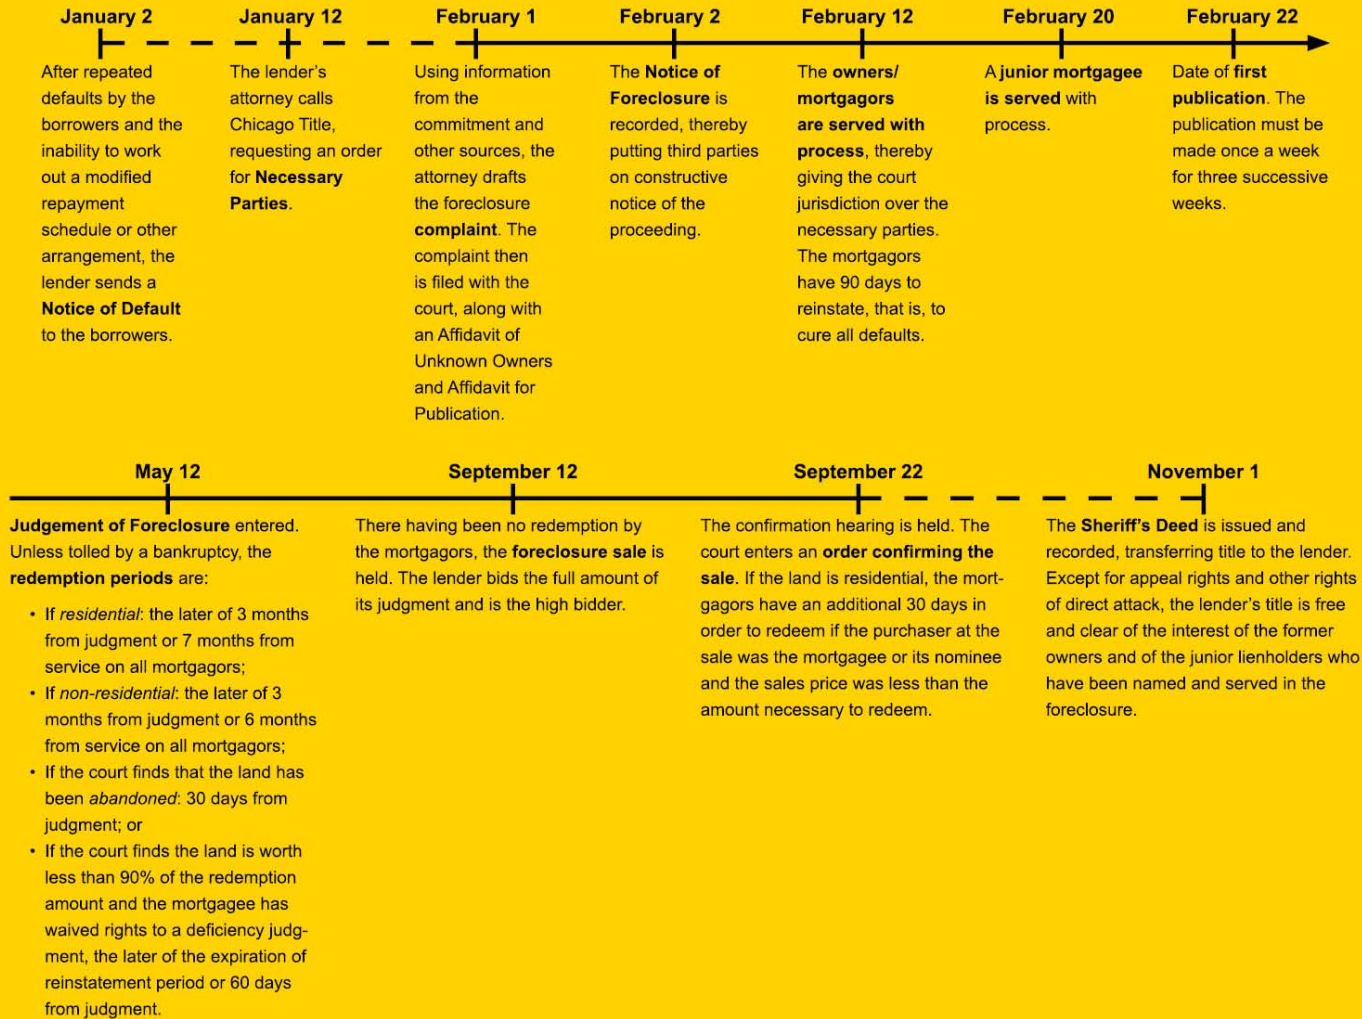 January 2
After repeated
defaults by the
borrowers and the
inability to work
out a modified
repayment
schedule or other
arrangement, the
lender sends a
Notice of Default
to the borrowers.
January 12
The lender's
attorney calls
Chicago Title,
requesting an order
for Necessary
Parties.
February 1
Using information
from the
commitment and
other sources, the
attorney drafts
the foreclosure
complaint. The
complaint then
is filed with the
court, along with
an Affidavit of
Unknown Owners
and Affidavit for
Publication.
February 2
The Notice of
Foreclosure is
recorded, thereby
putting third parties
on constructive
notice of the
proceeding.
February 12
The owners/
mortgagors
are served with
process, thereby
giving the court
jurisdiction over the
necessary parties.
The mortgagors
have 90 days to
reinstate, that is, to
cure all defaults.
February 20
A junior mortgagee
is served with
process.
February 22
Date of first
publication. The
publication must be
made once a week
for three successive
weeks.
May 12
Judgement of Foreclosure entered.
Unless tolled by a bankruptcy, the
redemption periods are:
• If residential: the later of 3 months
from judgment or 7 months from
service on all mortgagors;
• If non-residential: the later of 3
months from judgment or 6 months
from service on all mortgagors;
• If the court finds that the land has
been abandoned: 30 days from
judgment; or
• If the court finds the land is worth
less than 90% of the redemption
amount and the mortgagee has
waived rights to a deficiency judg-
ment, the later of the expiration of
reinstatement period or 60 days
from judgment.
September 12
There having been no redemption by
the mortgagors, the foreclosure sale is
held. The lender bids the full amount of
its judgment and is the high bidder.
September 22
The confirmation hearing is held. The
court enters an order confirming the
sale. If the land is residential, the mort-
gagors have an additional 30 days in
order to redeem if the purchaser at the
sale was the mortgagee or its nominee
and the sales price was less than the
amount necessary to redeem.
November 1
The Sheriff's Deed is issued and
recorded, transferring title to the lender.
Except for appeal rights and other rights
of direct attack, the lender's title is free
and clear of the interest of the former
owners and of the junior lienholders who
have been named and served in the
foreclosure.